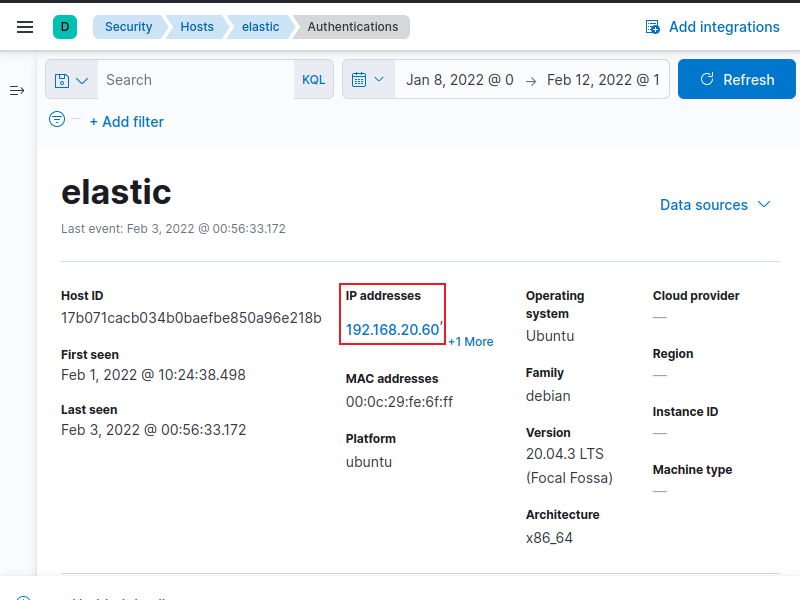 D Security Hosts elastic Authentications Add integrations
Search KQL Jan 8, 2022 @ 0 → Feb 12, 2022 @ 1 Refresh
+ Add filter
elastic
Data sources
Last event: Feb 3, 2022 @ 00:56:33.172
Host ID
17b071cacb034b0baefbe850a96e218b
First seen
Feb 1, 2022 @ 10:24:38.498
Last seen
Feb 3, 2022 @ 00:56:33.172
IP addresses
192.168.20.60,
+1 More
MAC addresses
00:0c:29:fe:6f:ff
Platform
ubuntu
Operating
system
Ubuntu
Family
debian
Version
20.04.3 LTS
(Focal Fossa)
Architecture
x86_64
Cloud provider
—
Region
—
Instance ID
—
Machine type
—